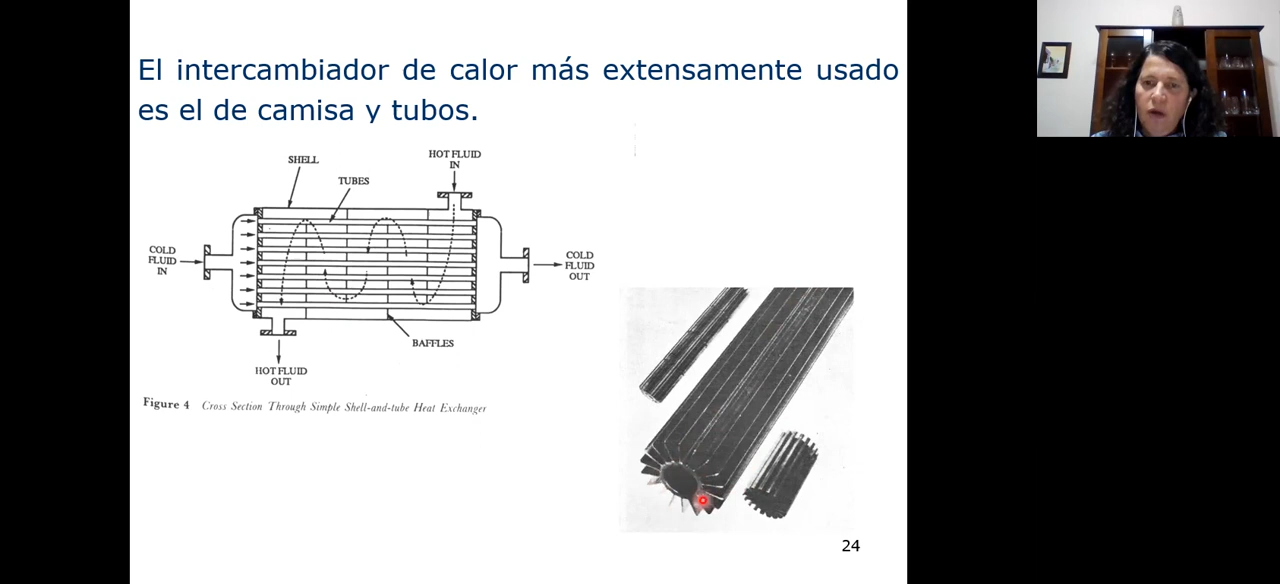 El intercambiador de calor más extensamente usado
es el de camisa y tubos.
SHELL
TUBES
HOT FLUID
IN
COLD
FLUID
IN
COLD
FLUID
OUT
BAFFLES
HOT FLUID
OUT
Figure 4 Cross Section Through Simple Shell-and-tube Heat Exchanger
24